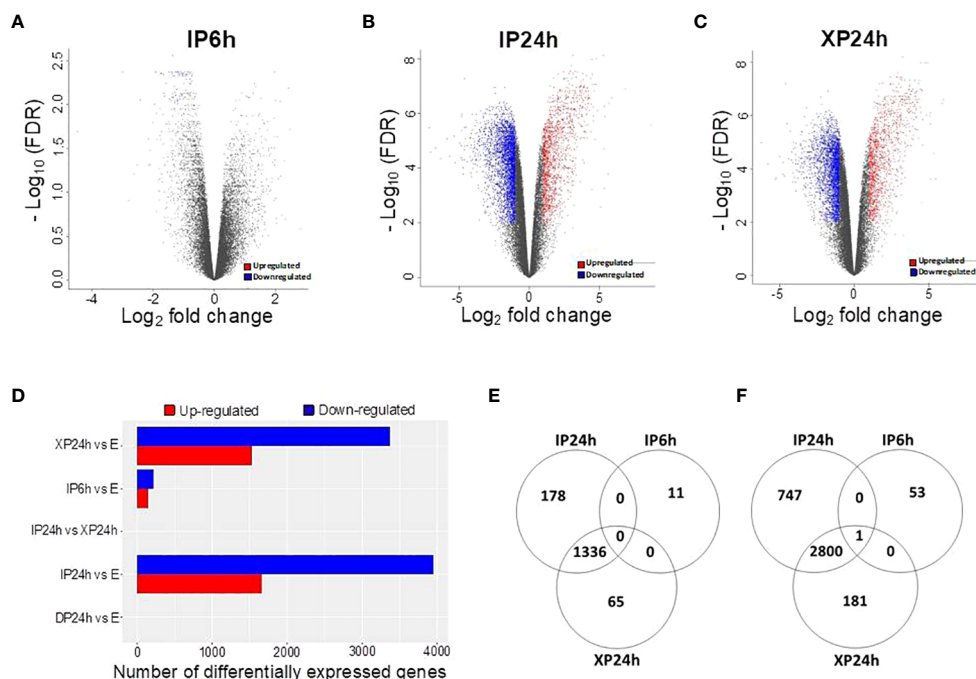 A
IP6h
- Log10 (FDR)
2.5
2.0
1.5
1.0
0.5
0.0
-4
-2
0
2
Log2 fold change
Upregulated
Downregulated
B
IP24h
- Log10 (FDR)
8
6
4
2
0
-5
0
5
Log2 fold change
Upregulated
Downregulated
C
XP24h
- Log10 (FDR)
8
6
4
2
0
-5
0
5
Log2 fold change
Upregulated
Downregulated
D
Up-regulated
Down-regulated
XP24h vs E
IP6h vs E
IP24h vs XP24h
IP24h vs E
DP24h vs E
0
1000
2000
3000
4000
Number of differentially expressed genes
E
IP24h
IP6h
178
0
11
0
1336
0
65
XP24h
F
IP24h
IP6h
747
0
53
1
2800
0
181
XP24h